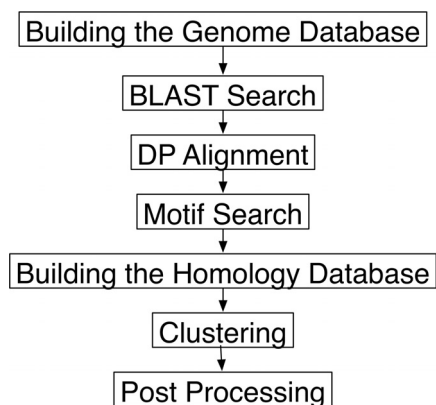 Building the Genome Database
BLAST Search
DP Alignment
Motif Search
Building the Homology Database
Clustering
Post Processing